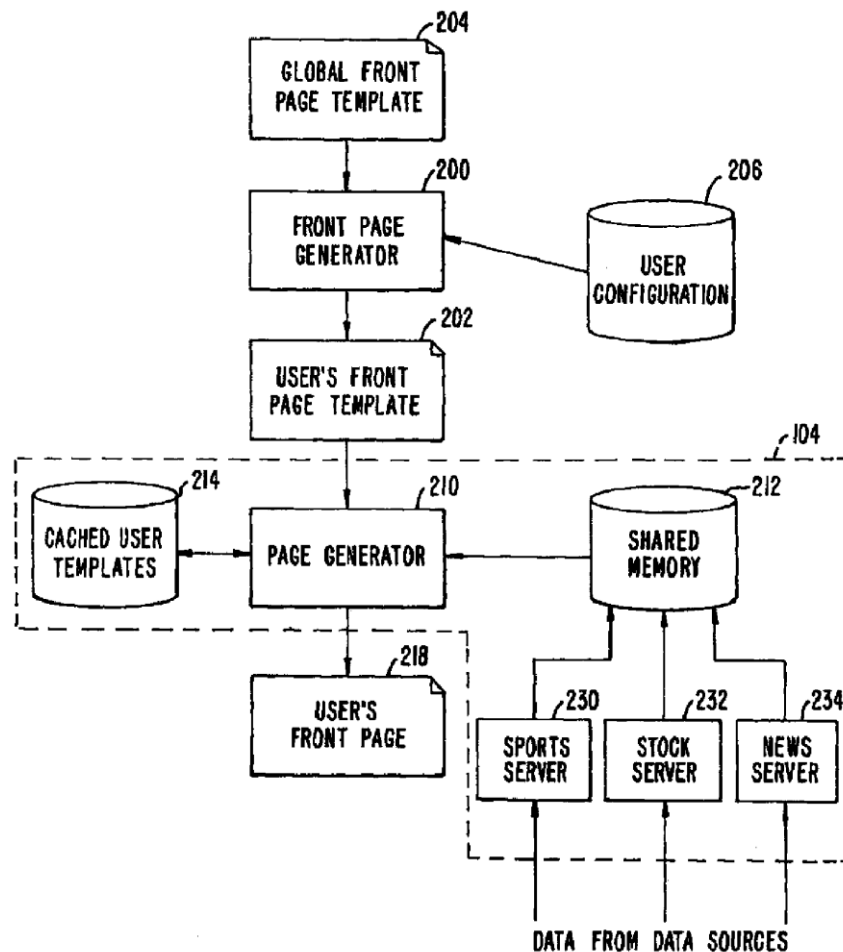 204
GLOBAL FRONT
PAGE TEMPLATE
200
206
FRONT PAGE
GENERATOR
USER
CONFIGURATION
202
USER'S FRONT
PAGE TEMPLATE
104
214
210
212
CACHED USER
TEMPLATES
PAGE GENERATOR
SHARED
MEMORY
218
USER'S
FRONT PAGE
230
232
234
SPORTS
SERVER
STOCK
SERVER
NEWS
SERVER
DATA FROM DATA SOURCES